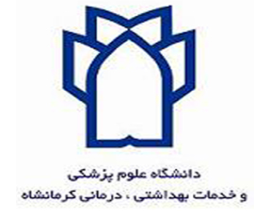 دانشگاه علوم پزشکی
و خدمات بهداشتی ، درمانی کرمانشاه